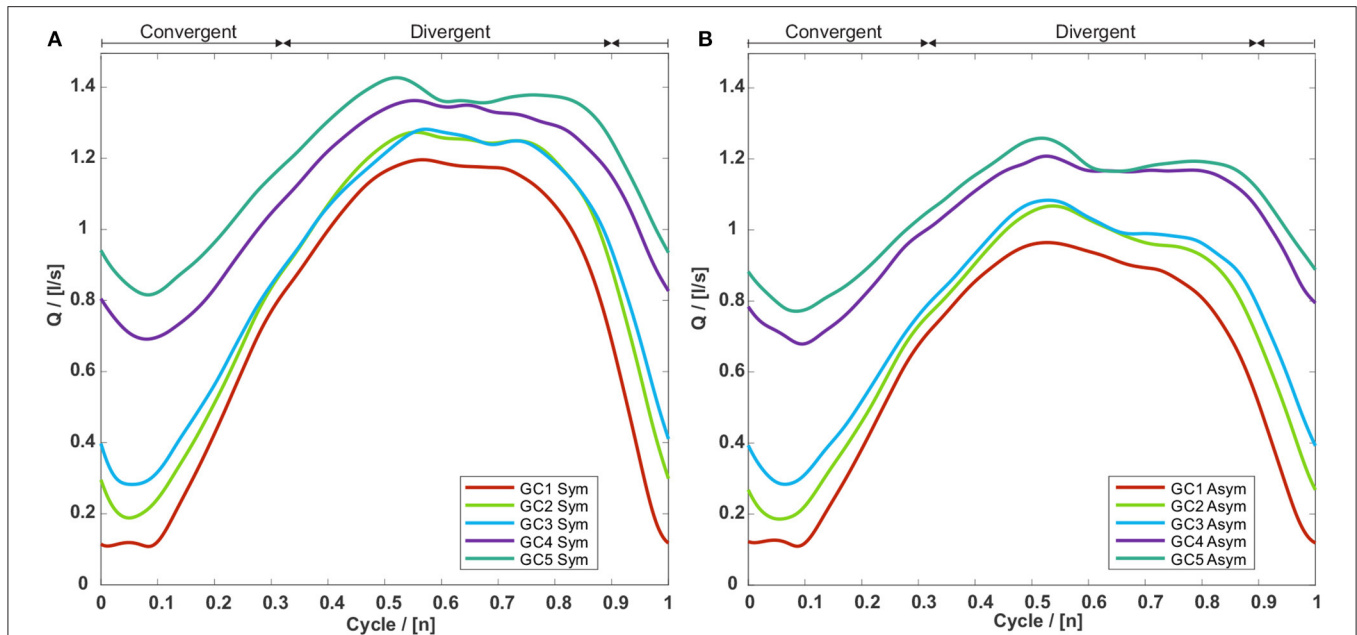 A
Convergent
Divergent
Q / [l/s]
1.4
1.2
1
0.8
0.6
0.4
0.2
0
0 0.1 0.2 0.3 0.4 0.5 0.6 0.7 0.8 0.9 1
Cycle / [n]
GC1 Sym
GC2 Sym
GC3 Sym
GC4 Sym
GC5 Sym
B
Convergent
Divergent
Q / [l/s]
1.4
1.2
1
0.8
0.6
0.4
0.2
0
0 0.1 0.2 0.3 0.4 0.5 0.6 0.7 0.8 0.9 1
Cycle / [n]
GC1 Asym
GC2 Asym
GC3 Asym
GC4 Asym
GC5 Asym